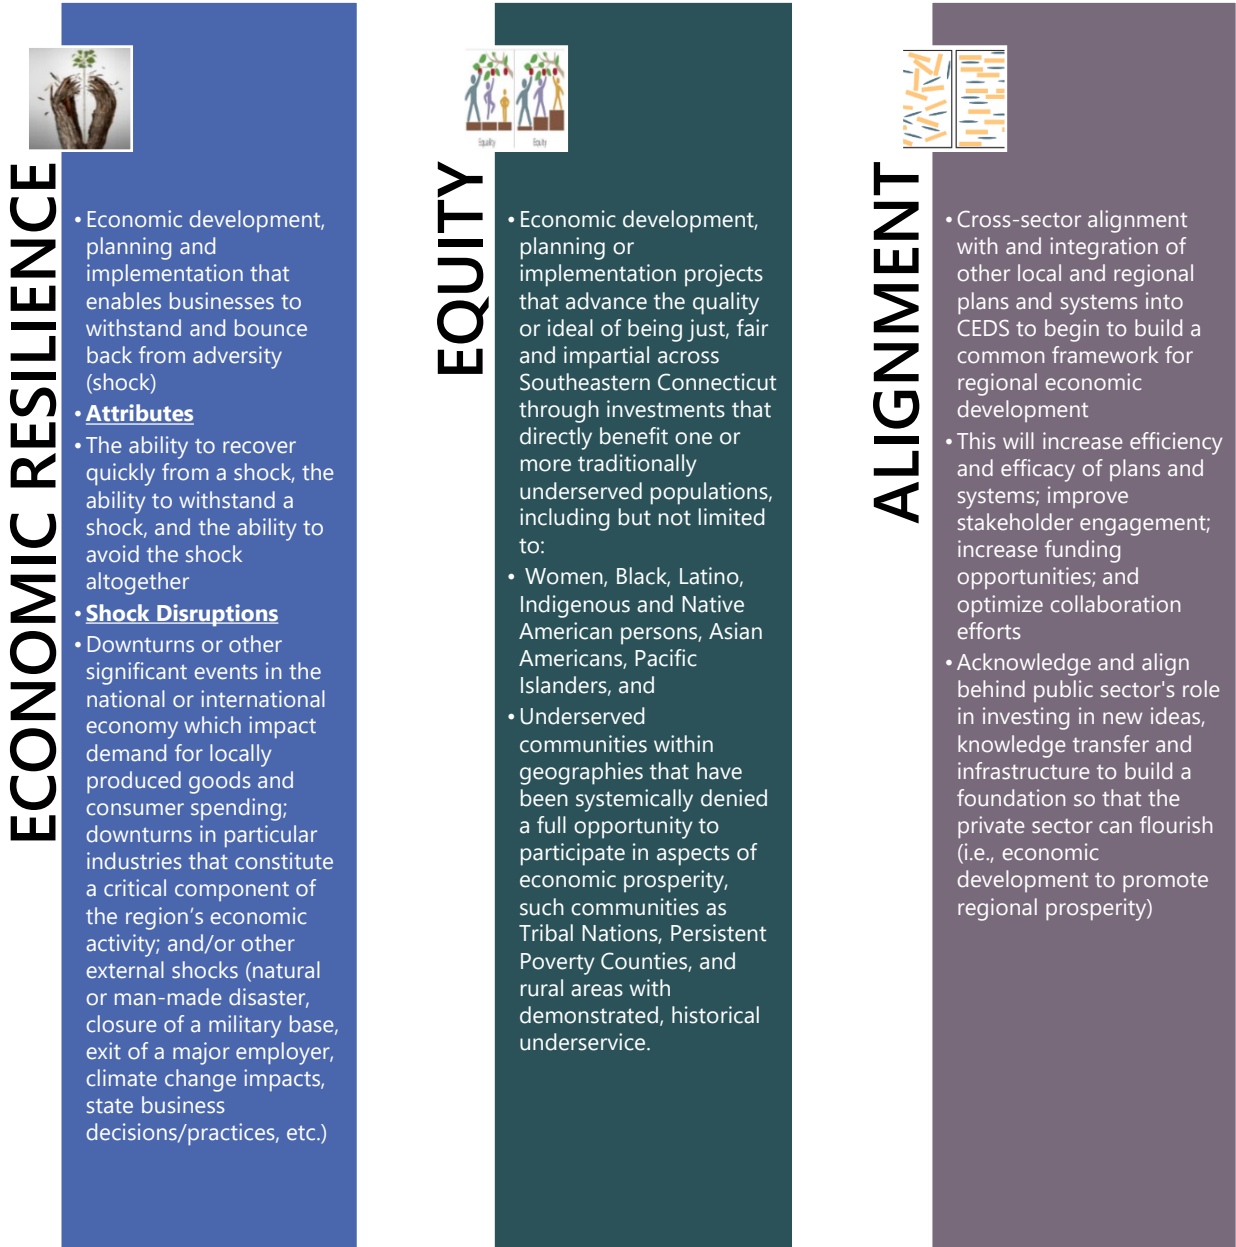 ECONOMIC RESILIENCE
• Economic development,
planning and
implementation that
enables businesses to
withstand and bounce
back from adversity
(shock)
• Attributes
• The ability to recover
quickly from a shock, the
ability to withstand a
shock, and the ability to
avoid the shock
altogether
• Shock Disruptions
• Downturns or other
significant events in the
national or international
economy which impact
demand for locally
produced goods and
consumer spending;
downturns in particular
industries that constitute
a critical component of
the region’s economic
activity; and/or other
external shocks (natural
or man-made disaster,
closure of a military base,
exit of a major employer,
climate change impacts,
state business
decisions/practices, etc.)
Equality
Equity
EQUITY
• Economic development,
planning or
implementation projects
that advance the quality
or ideal of being just, fair
and impartial across
Southeastern Connecticut
through investments that
directly benefit one or
more traditionally
underserved populations,
including but not limited
to:
• Women, Black, Latino,
Indigenous and Native
American persons, Asian
Americans, Pacific
Islanders, and
• Underserved
communities within
geographies that have
been systemically denied
a full opportunity to
participate in aspects of
economic prosperity,
such communities as
Tribal Nations, Persistent
Poverty Counties, and
rural areas with
demonstrated, historical
underservice.
ALIGNMENT
• Cross-sector alignment
with and integration of
other local and regional
plans and systems into
CEDS to begin to build a
common framework for
regional economic
development
• This will increase efficiency
and efficacy of plans and
systems; improve
stakeholder engagement;
increase funding
opportunities; and
optimize collaboration
efforts
• Acknowledge and align
behind public sector's role
in investing in new ideas,
knowledge transfer and
infrastructure to build a
foundation so that the
private sector can flourish
(i.e., economic
development to promote
regional prosperity)